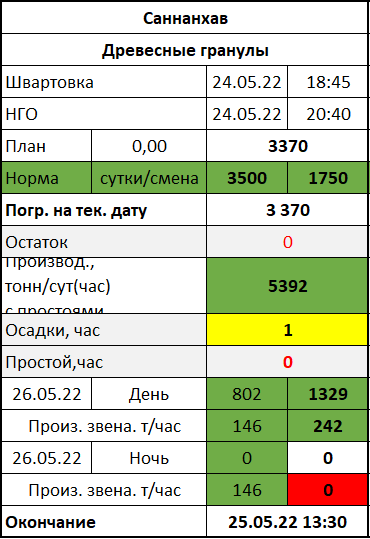 Саннанхав
Древесные гранулы
Швартовка 24.05.22 18:45
НГО 24.05.22 20:40
План 0,00 3370
Норма сутки/смена 3500 1750
Погр. на тек. дату 3 370
Остаток 0
Производ.,
тонн/сут(час) 5392
с простоями
Осадки, час 1
Простой,час 0
26.05.22 День 802 1329
Произ. звена. т/час 146 242
26.05.22 Ночь 0 0
Произ. звена. т/час 146 0
Окончание 25.05.22 13:30